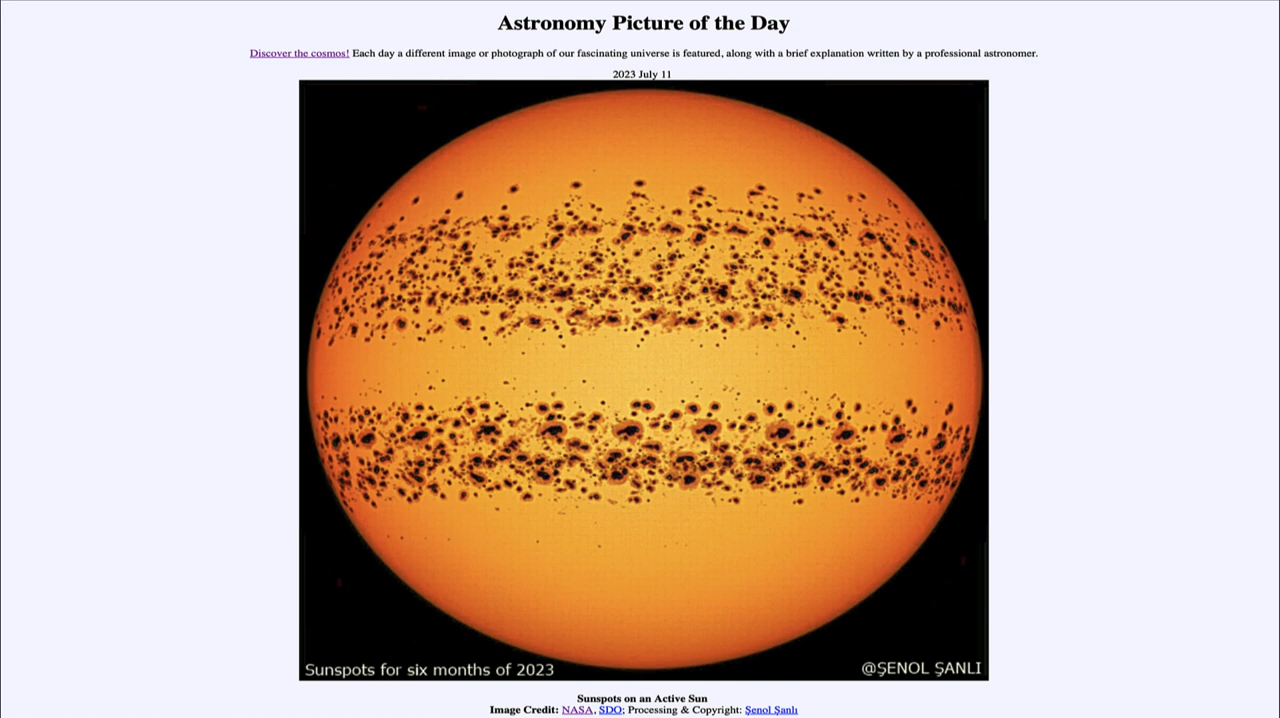 Astronomy Picture of the Day
Discover the cosmos! Each day a different image or photograph of our fascinating universe is featured, along with a brief explanation written by a professional astronomer.
2023 July 11
Sunspots for six months of 2023
@ŞENOL ŞANLI
Sunspots on an Active Sun
Image Credit: NASA, SDO; Processing & Copyright: Şenol Şanlı